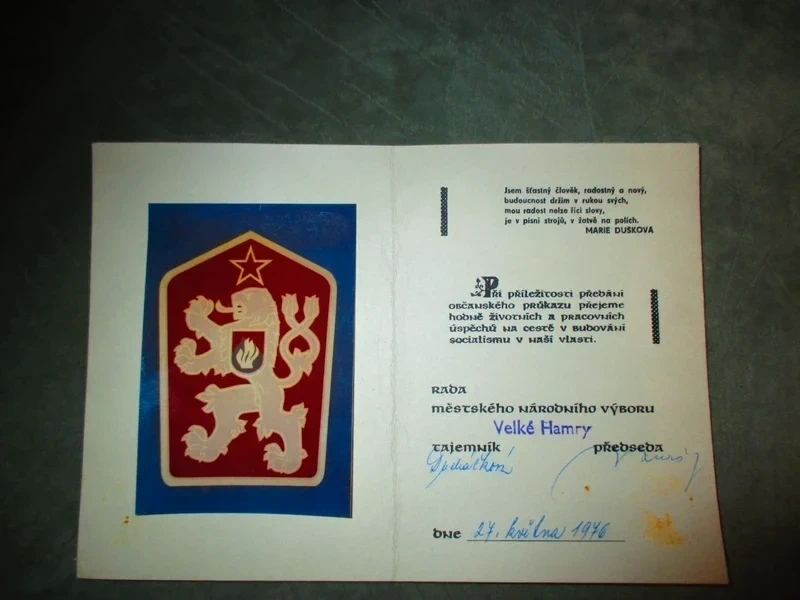 Jsem šťastný člověk, radostný a nový,
budoucnost držím v rukou svých,
mou radost nelze říci slovy,
je v písni strojů, v žatvě na polích.
MARIE DUŠKOVÁ
Při příležitosti předání
občanského průkazu přejeme
hodně životních a pracovních
úspěchů na cestě v budování
socialismu v naší vlasti.
RADA
městského národního výboru
Velké Hamry
tajemník předseda
dne 27. května 1976